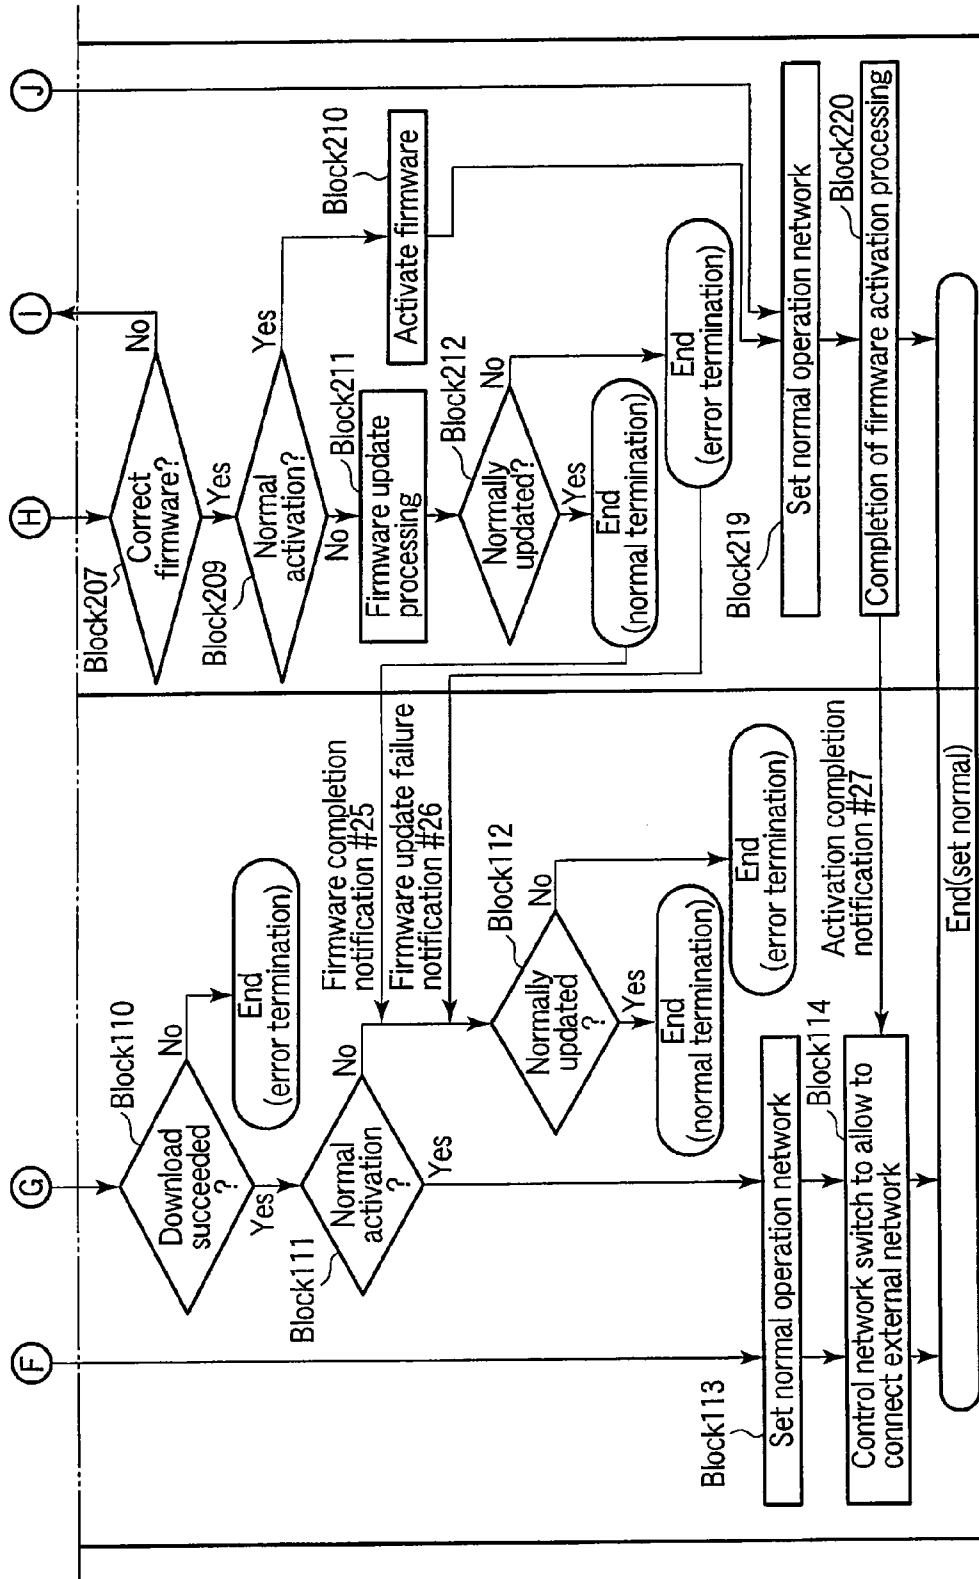 F
G
H
I
J
Download
succeeded
?
Block110
No
Yes
End
(error termination)
Normal
activation
?
Block111
No
Yes
Firmware completion
notification #25
Firmware update failure
notification #26
Normally
updated
?
Block112
No
Yes
End
(normal termination)
End
(error termination)
Block113
Set normal operation network
Block114
Control network switch to allow to
connect external network
Activation completion
notification #27
End(set normal)
Block207
Correct
firmware?
No
Yes
Block209
Normal
activation?
Yes
No
Block210
Activate firmware
Block211
Firmware update
processing
Block212
Normally
updated?
No
Yes
End
(normal termination)
End
(error termination)
Block219
Set normal operation network
Block220
Completion of firmware activation processing